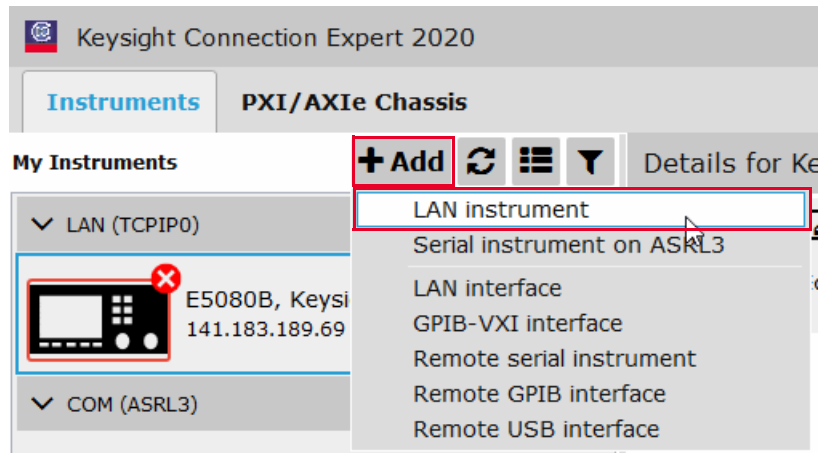 Keysight Connection Expert 2020
Instruments PXI/AXIe Chassis
My Instruments
+ Add
Details for Ke
LAN (TCPIP0)
E5080B, Keysi
141.183.189.69
COM (ASRL3)
LAN instrument
Serial instrument on ASRL3
LAN interface
GPIB-VXI interface
Remote serial instrument
Remote GPIB interface
Remote USB interface